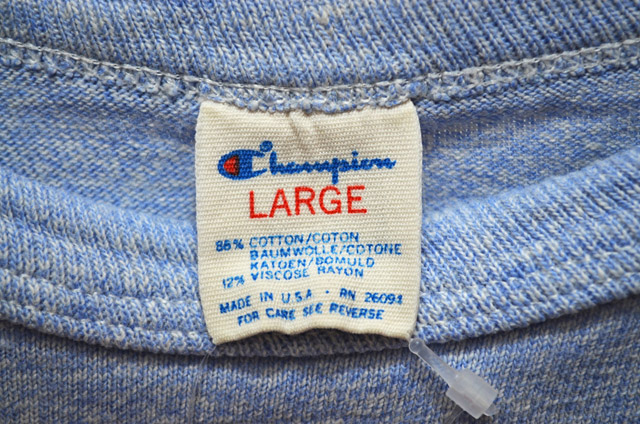 Champion
LARGE
88% COTTON/COTON
BAUMWOLLE/COTONE
KATOEN/BOMULD
12% VISCOSE RAYON
MADE IN U.S.A. · RN 26094
FOR CARE SEE REVERSE